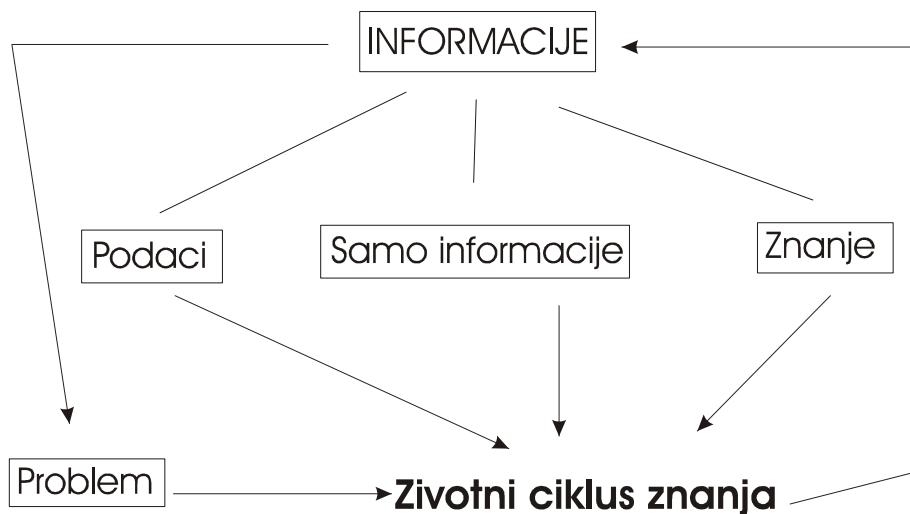 INFORMACIJE
Podaci
Samo informacije
Znanje
Problem
Zivotni ciklus znanja